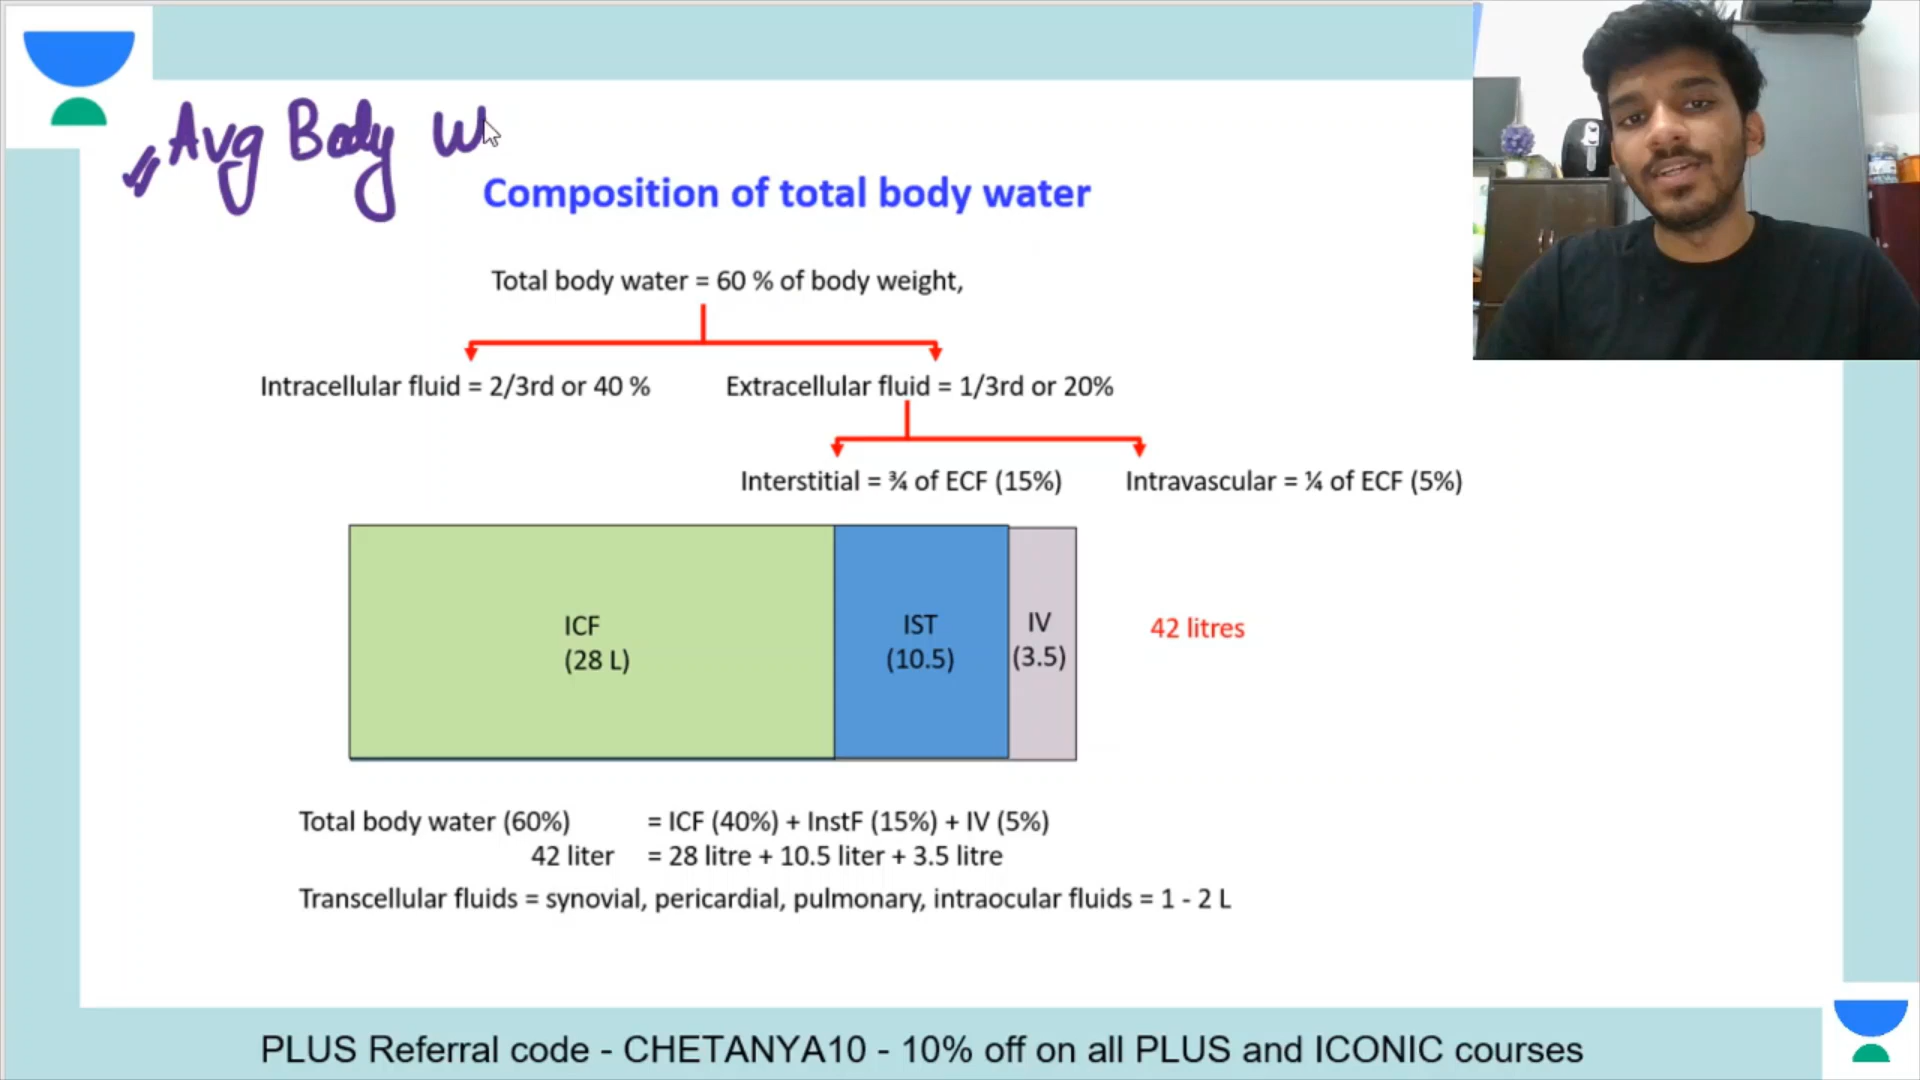 Avg Body W
Composition of total body water
Total body water = 60 % of body weight,
Intracellular fluid = 2/3rd or 40 %
Extracellular fluid = 1/3rd or 20%
Interstitial = ¾ of ECF (15%)
Intravascular = ¼ of ECF (5%)
ICF
(28 L)
IST
(10.5)
IV
(3.5)
42 litres
Total body water (60%) = ICF (40%) + InstF (15%) + IV (5%)
42 liter = 28 litre + 10.5 liter + 3.5 litre
Transcellular fluids = synovial, pericardial, pulmonary, intraocular fluids = 1 - 2 L
PLUS Referral code - CHETANYA10 - 10% off on all PLUS and ICONIC courses